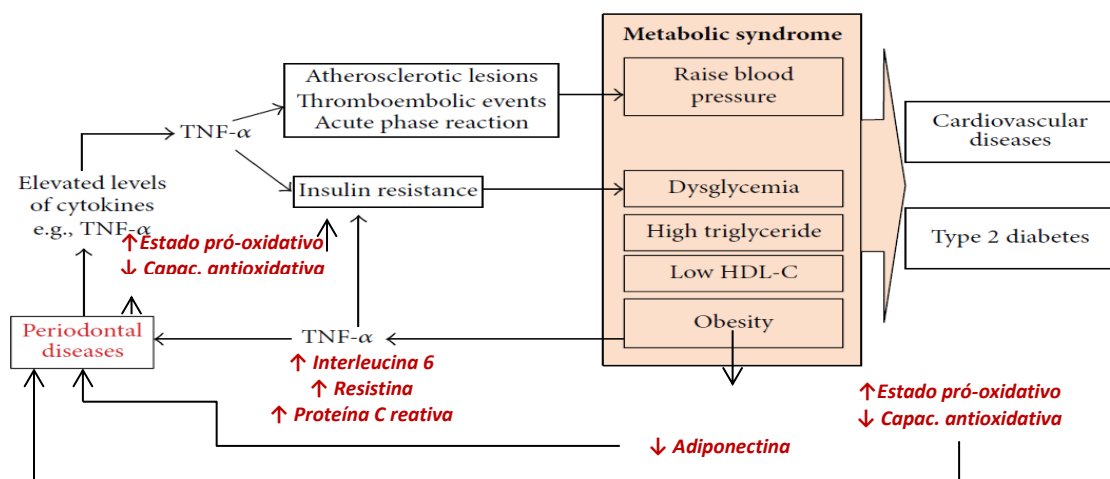 Metabolic syndrome
Atherosclerotic lesions
Thromboembolic events
Acute phase reaction
Raise blood
pressure
TNF-α
Cardiovascular
diseases
Elevated levels
of cytokines
e.g., TNF-α
Insulin resistance
Dysglycemia
↑Estado pró-oxidativo
↓ Capac. antioxidativa
High triglyceride
Type 2 diabetes
Low HDL-C
Periodontal
diseases
TNF-α
Obesity
↑ Interleucina 6
↑ Resistina
↑ Proteína C reativa
↑Estado pró-oxidativo
↓ Capac. antioxidativa
↓ Adiponectina